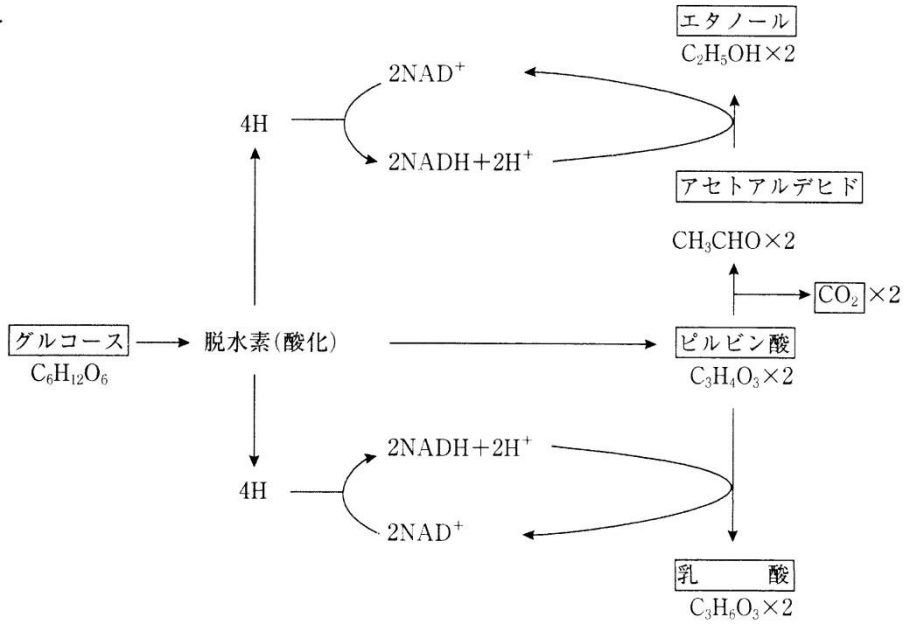 エタノール
C₂H₅OH×2
2NAD⁺
4H
2NADH+2H⁺
アセトアルデヒド
CH₃CHO×2
CO₂ ×2
グルコース
脱水素(酸化)
ピルビン酸
C₆H₁₂O₆
C₃H₄O₃×2
2NADH+2H⁺
4H
2NAD⁺
乳 酸
C₃H₆O₃×2